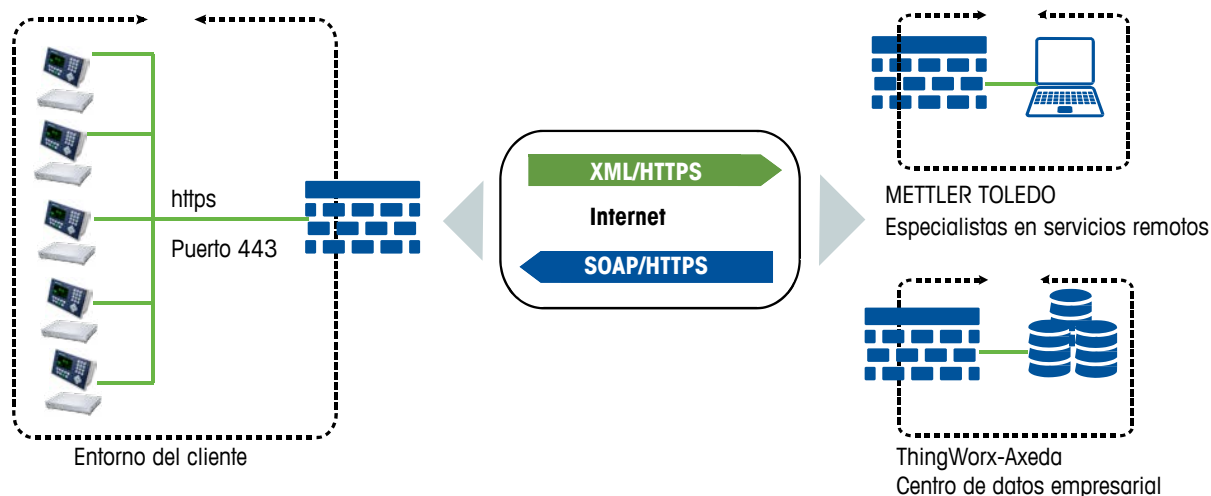 https
Puerto 443
Entorno del cliente
XML/HTTPS
Internet
SOAP/HTTPS
METTLER TOLEDO
Especialistas en servicios remotos
ThingWorx-Axeda
Centro de datos empresarial